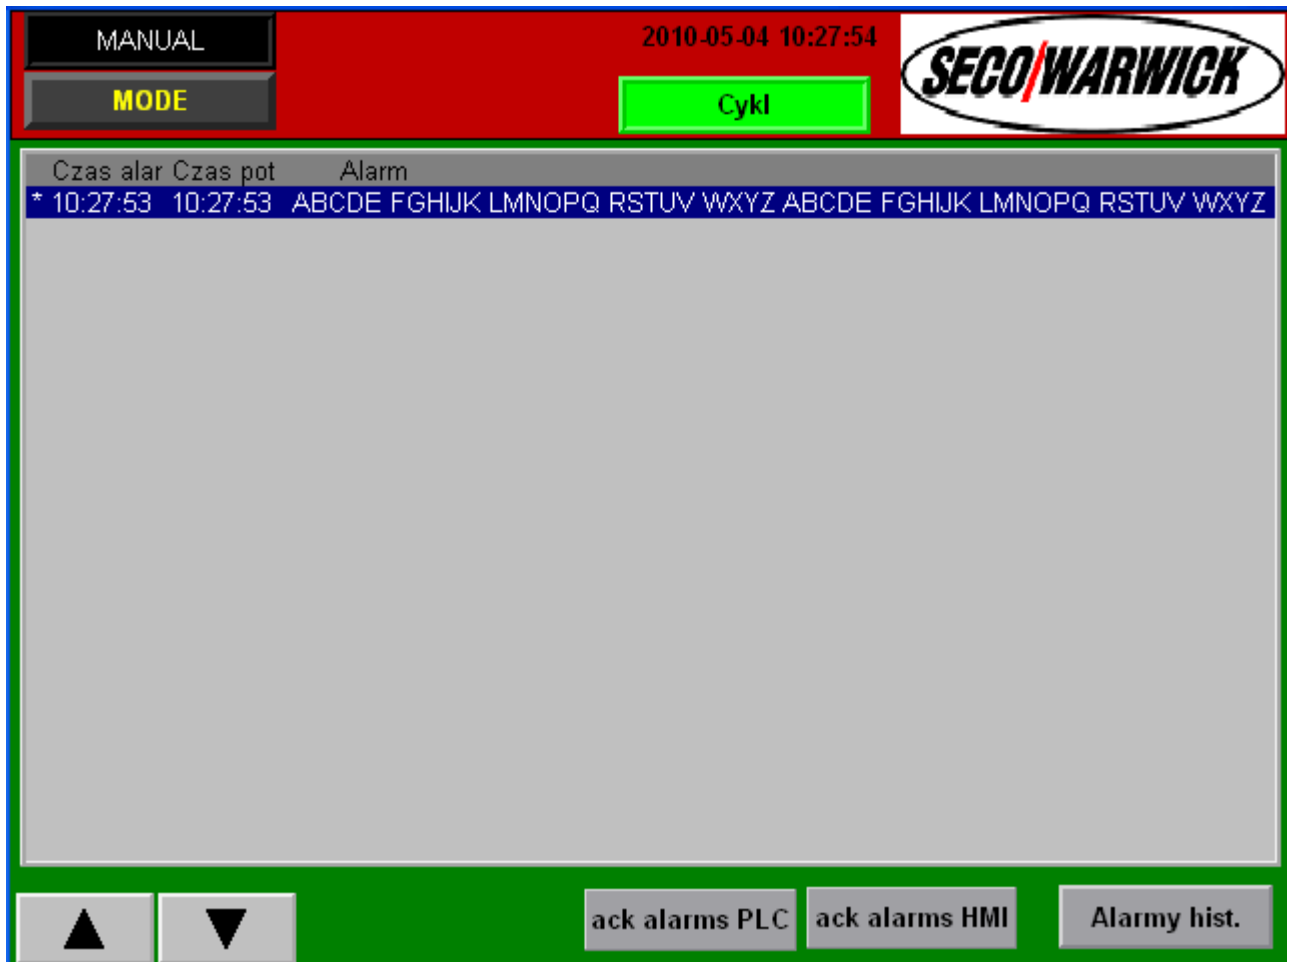 MANUAL
2010-05-04 10:27:54
SECO/WARWICK
MODE
Cykl
Czas alar Czas pot Alarm
* 10:27:53 10:27:53 ABCDE FGHIJK LMNOPQ RSTUV WXYZ ABCDE FGHIJK LMNOPQ RSTUV WXYZ
ack alarms PLC
ack alarms HMI
Alarmy hist.